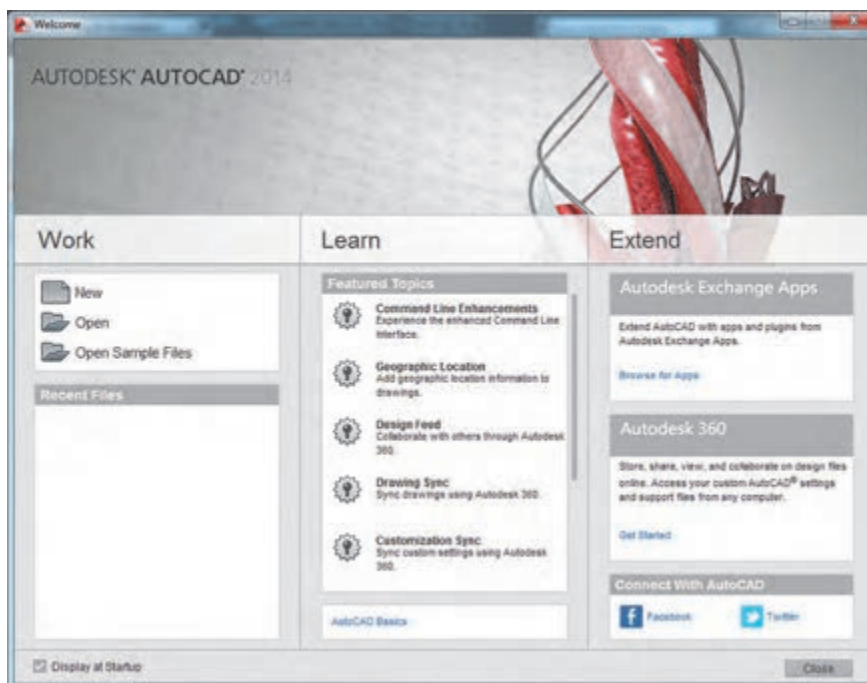 Welcome
AUTODESK® AUTOCAD® 2014
Work
New
Open
Open Sample Files
Recent Files
Learn
Featured Topics
Command Line Enhancements
Experience the enhanced Command Line
Interface.
Geographic Location
Add geographic location information to
drawings.
Design Feed
Collaborate with others through Autodesk
360.
Drawing Sync
Sync drawings using Autodesk 360.
Customization Sync
Sync custom settings using Autodesk
360.
AutoCAD Basics
Extend
Autodesk Exchange Apps
Extend AutoCAD with apps and plugins from
Autodesk Exchange Apps.
Browse for Apps
Autodesk 360
Store, share, view, and collaborate on design files
online. Access your custom AutoCAD® settings
and support files from any computer.
Get Started
Connect With AutoCAD
Facebook
Twitter
Display at Startup
Close